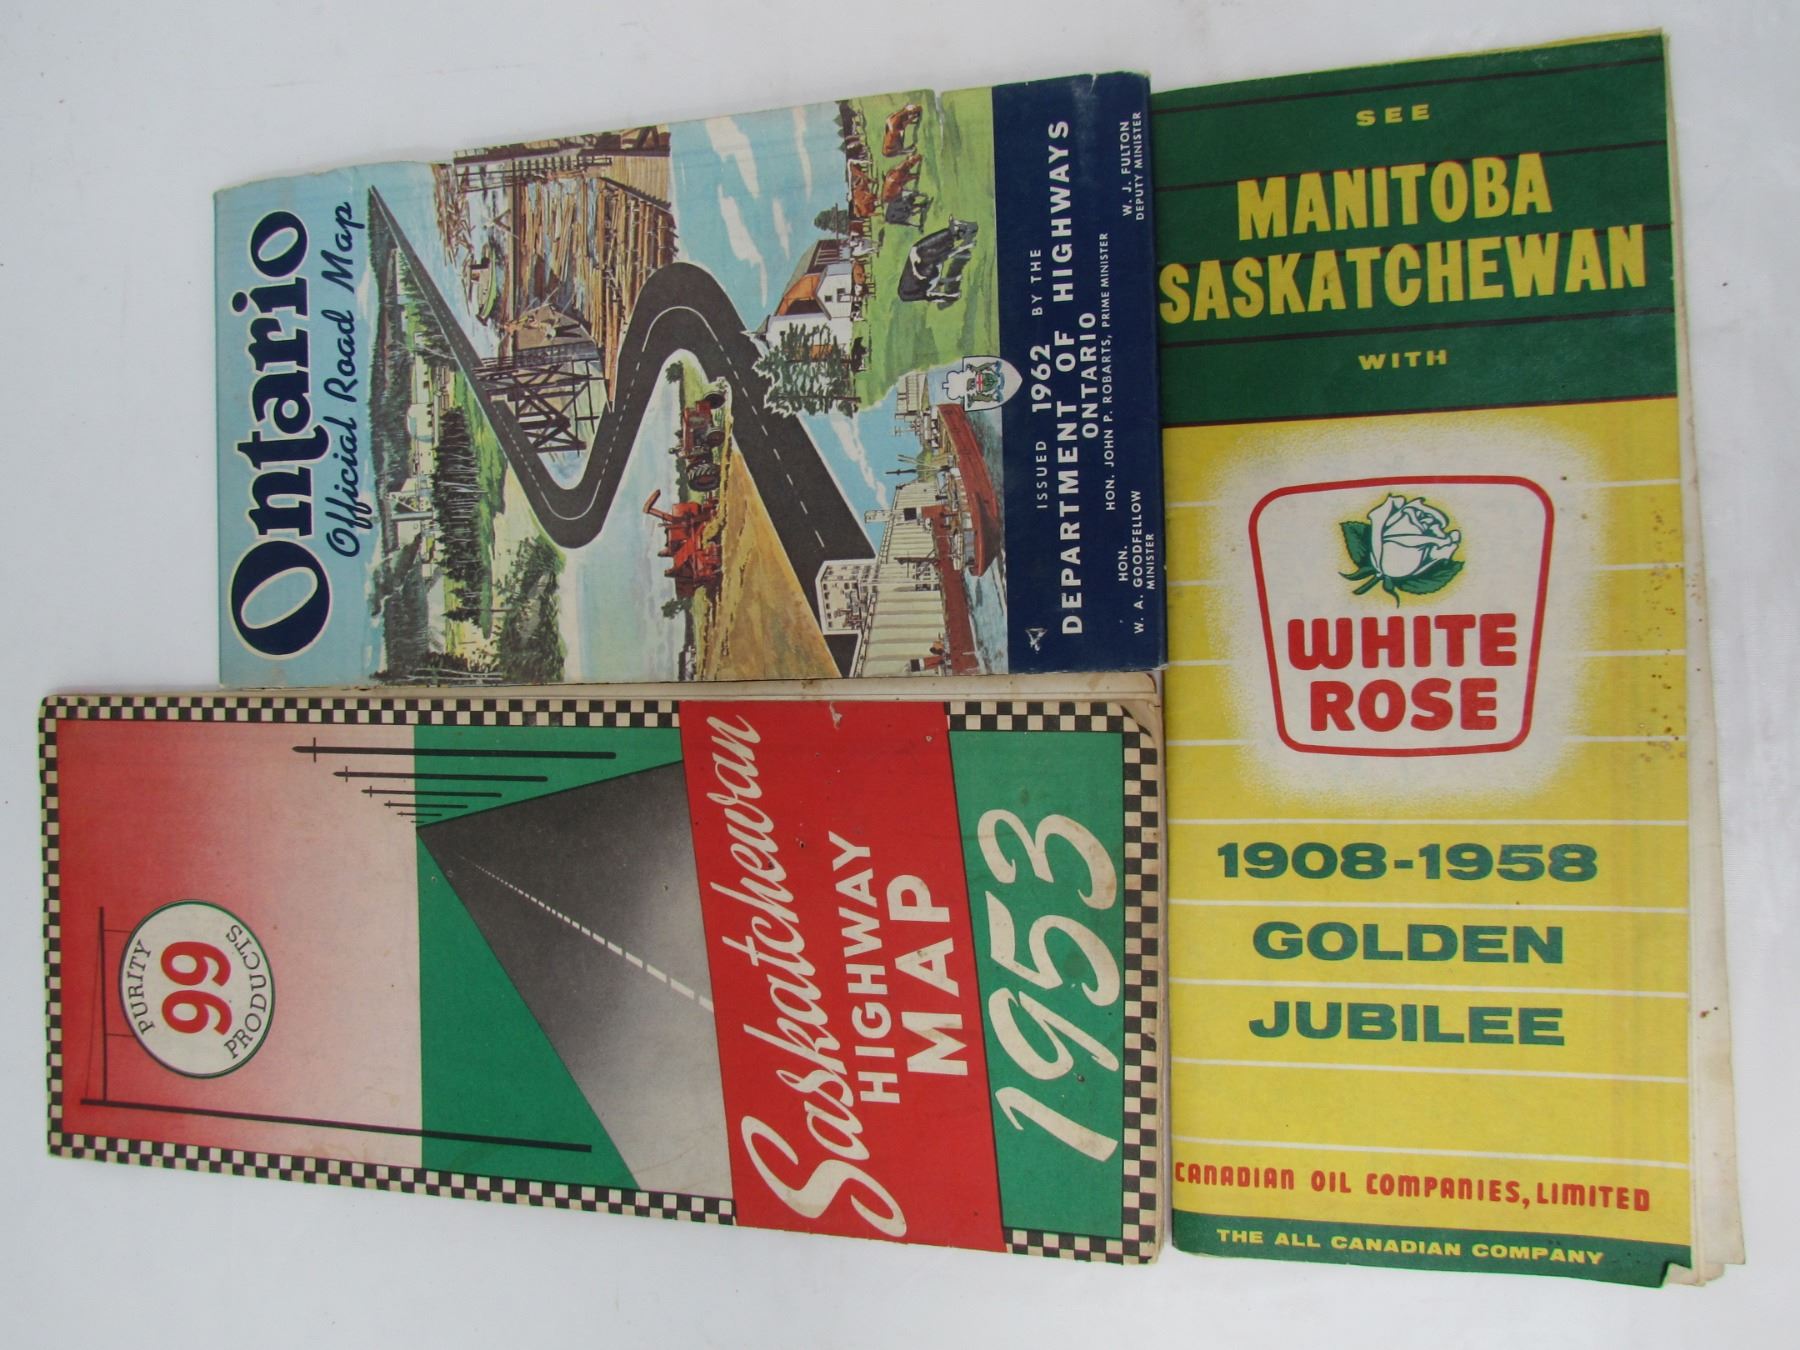 Ontario
Official Road Map
ISSUED 1962 BY THE
DEPARTMENT OF HIGHWAYS
ONTARIO
HON. JOHN P. ROBARTS, PRIME MINISTER
HON.
W. A. GOODFELLOW
MINISTER
W. J. FULTON
DEPUTY MINISTER
PURITY
99
PRODUCTS
Saskatchewan
HIGHWAY
MAP
1953
SEE
MANITOBA
SASKATCHEWAN
WITH
WHITE
ROSE
1908-1958
GOLDEN
JUBILEE
CANADIAN OIL COMPANIES, LIMITED
THE ALL CANADIAN COMPANY